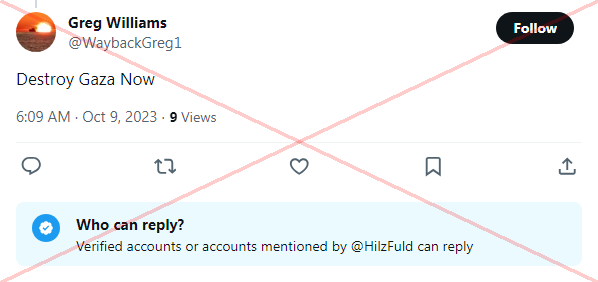 Greg Williams
@WaybackGreg1
Follow
Destroy Gaza Now
6:09 AM · Oct 9, 2023 · 9 Views
Who can reply?
Verified accounts or accounts mentioned by @HilzFuld can reply